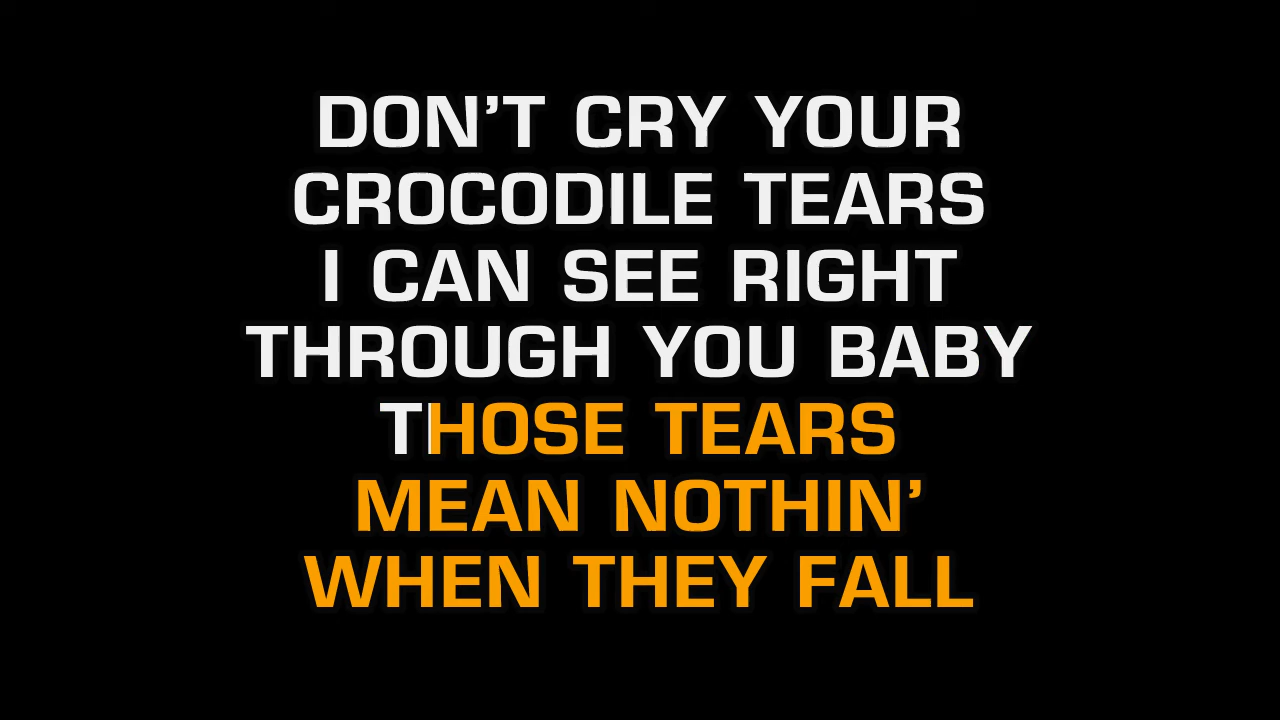 DON’T CRY YOUR
CROCODILE TEARS
I CAN SEE RIGHT
THROUGH YOU BABY
THOSE TEARS
MEAN NOTHIN’
WHEN THEY FALL